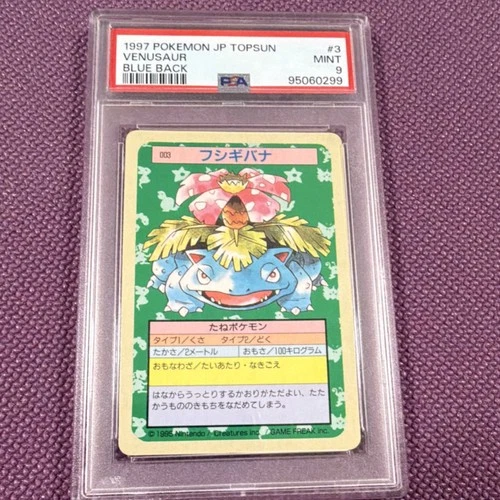 1997 POKEMON JP TOPSUN #3
VENUSAUR MINT
BLUE BACK 9
PSA 95060299
003 フシギバナ
たねポケモン
タイプ1/くさ タイプ2/どく
たかさ/2メートル おもさ/100キログラム
おもなわざ/たいあたり・なきごえ
はなからうっとりするかおりがただよい、たた
かうもののきもちをなだめてしまう。
© 1995 Nintendo / Creatures inc. / GAME FREAK inc.